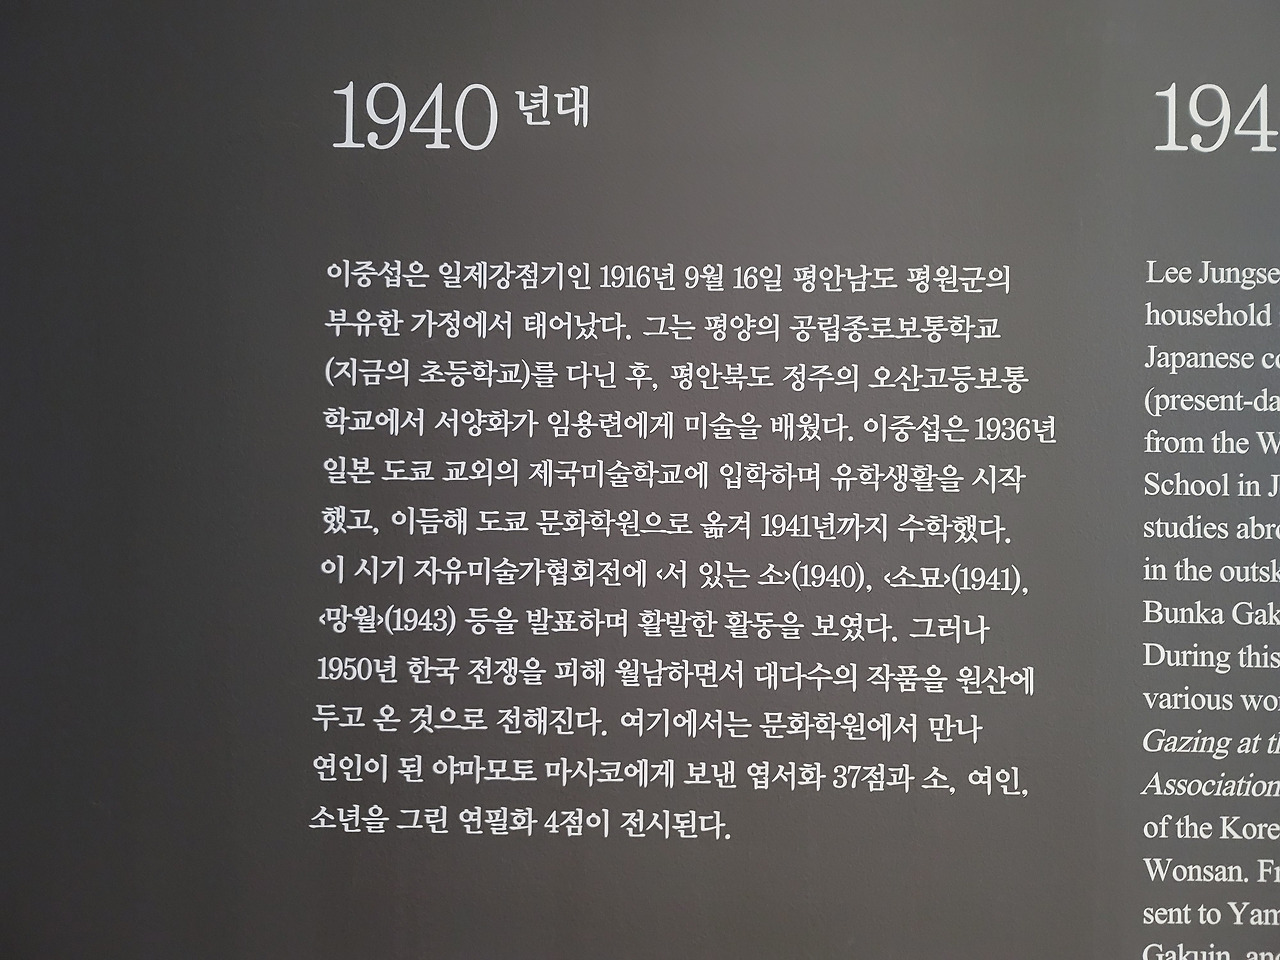 1940 년대
이중섭은 일제강점기인 1916년 9월 16일 평안남도 평원군의
부유한 가정에서 태어났다. 그는 평양의 공립종로보통학교
(지금의 초등학교)를 다닌 후, 평안북도 정주의 오산고등보통
학교에서 서양화가 임용련에게 미술을 배웠다. 이중섭은 1936년
일본 도쿄 교외의 제국미술학교에 입학하며 유학생활을 시작
했고, 이듬해 도쿄 문화학원으로 옮겨 1941년까지 수학했다.
이 시기 자유미술가협회전에 ‹서 있는 소›(1940), ‹소묘›(1941),
‹망월›(1943) 등을 발표하며 활발한 활동을 보였다. 그러나
1950년 한국 전쟁을 피해 월남하면서 대다수의 작품을 원산에
두고 온 것으로 전해진다. 여기에서는 문화학원에서 만나
연인이 된 야마모토 마사코에게 보낸 엽서화 37점과 소, 여인,
소년을 그린 연필화 4점이 전시된다.
194
Lee Jungse
household
Japanese co
(present-da
from the W
School in J
studies abro
in the outsk
Bunka Gak
During this
various wo
Gazing at th
Association
of the Kore
Wonsan. Fr
sent to Yam
Gakuin, and